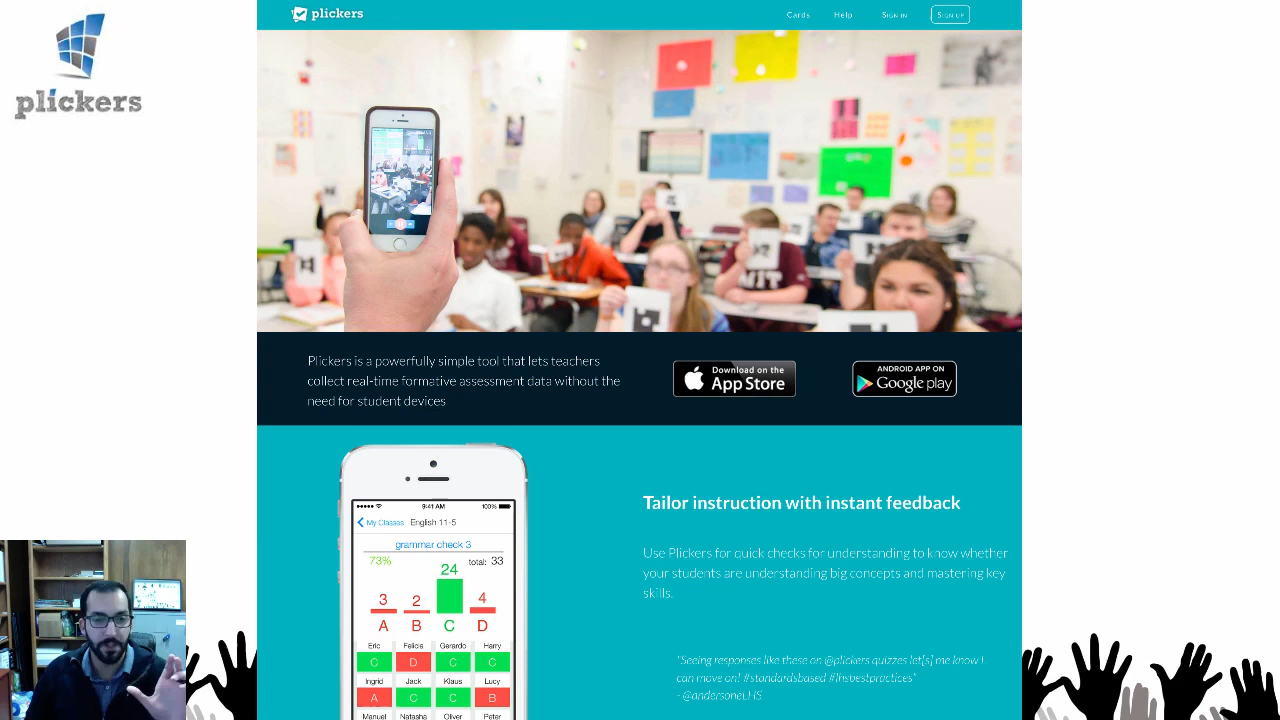 plickers
plickers
Cards Help Sign in Sign up
Plickers is a powerfully simple tool that lets teachers
collect real-time formative assessment data without the
need for student devices
Download on the
App Store
ANDROID APP ON
Google play
Tailor instruction with instant feedback
Use Plickers for quick checks for understanding to know whether
your students are understanding big concepts and mastering key
skills.
"Seeing responses like these on @plickers quizzes let[s] me know I
can move on! #standardsbased #lhsbestpractices"
- @andersoneLHS
9:41 AM 100%
My Classes English 11-5
grammar check 3
73% total: 33
3 2 24 4
A B C D
Eric Felicia Gerardo Harry
C D C C
Ingrid Jack Klaus Lucy
A C C B
Manuel Natasha Oliver Peter